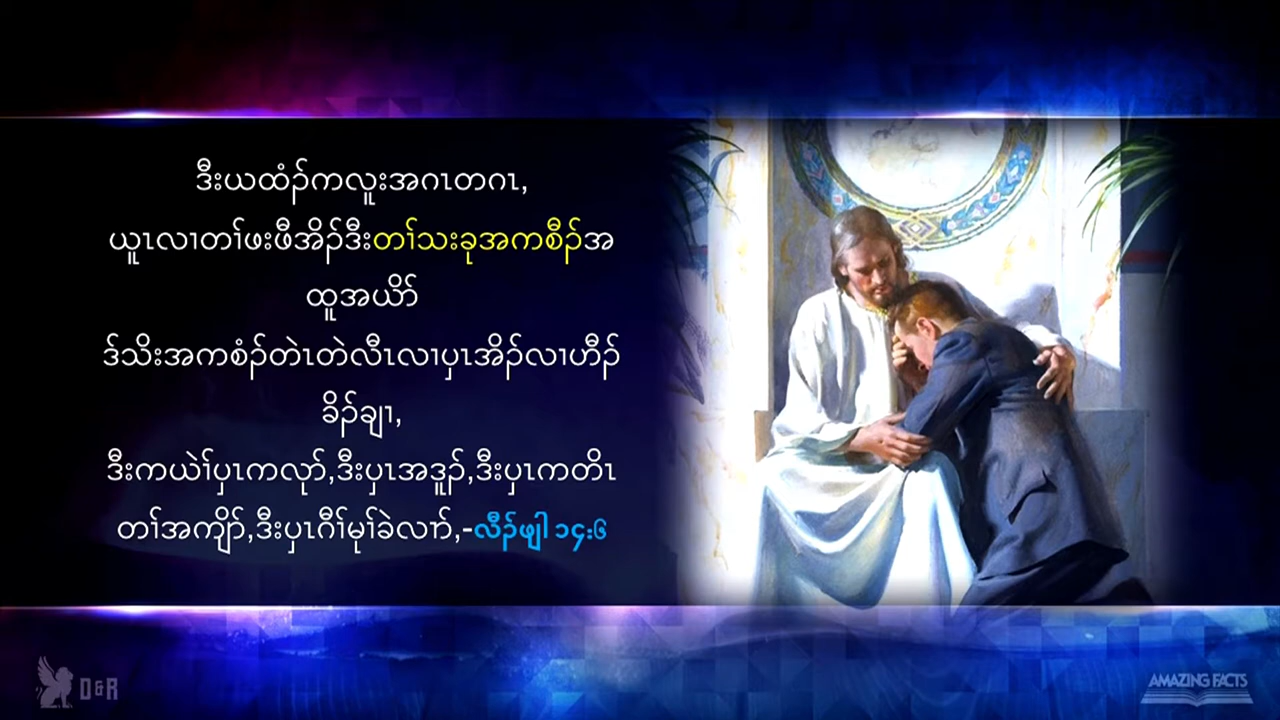 ဒီးယထံၣ်ကလူးအဂၤတဂၤ,
ယူၤလၢတၢ်ဖးဖီအိၣ်ဒီးတၢ်သးခုအကစီၣ်အ
ထူအယိာ်
ဒ်သိးအကစံၣ်တဲၤတဲလီၤလၢပှၤအိၣ်လၢဟီၣ်
ခိၣ်ချၢ,
ဒီးကယဲၢ်ပှၤကလုာ်,ဒီးပှၤအဒူၣ်,ဒီးပှၤကတိၤ
တၢ်အကျိာ်,ဒီးပှၤဂီၢ်မုၢ်ခဲလၢာ်,-လီၣ်ဖျါ ၁၄း၆
D&R
AMAZING FACTS